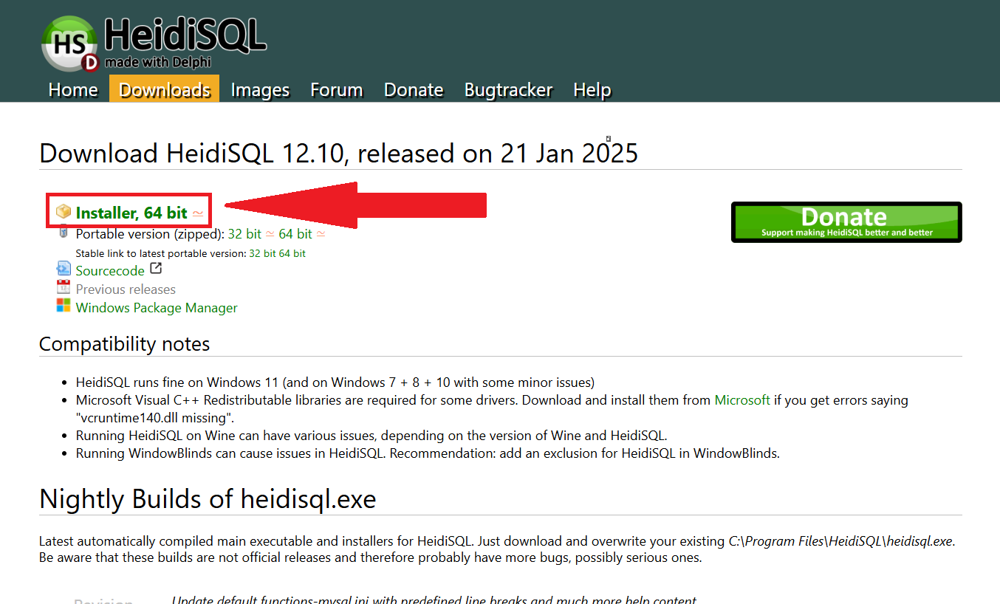 HS
D
HeidiSQL
made with Delphi
Home Downloads Images Forum Donate Bugtracker Help
Download HeidiSQL 12.10, released on 21 Jan 2025
Installer, 64 bit ≃
Portable version (zipped): 32 bit ≃ 64 bit ≃
Stable link to latest portable version: 32 bit 64 bit
Sourcecode
Previous releases
Windows Package Manager
Donate
Support making HeidiSQL better and better
Compatibility notes
• HeidiSQL runs fine on Windows 11 (and on Windows 7 + 8 + 10 with some minor issues)
• Microsoft Visual C++ Redistributable libraries are required for some drivers. Download and install them from Microsoft if you get errors saying
"vcruntime140.dll missing".
• Running HeidiSQL on Wine can have various issues, depending on the version of Wine and HeidiSQL.
• Running WindowBlinds can cause issues in HeidiSQL. Recommendation: add an exclusion for HeidiSQL in WindowBlinds.
Nightly Builds of heidisql.exe
Latest automatically compiled main executable and installers for HeidiSQL. Just download and overwrite your existing C:\Program Files\HeidiSQL\heidisql.exe.
Be aware that these builds are not official releases and therefore probably have more bugs, possibly serious ones.
Revision Update default functions-mysql.ini with predefined line breaks and much more help content